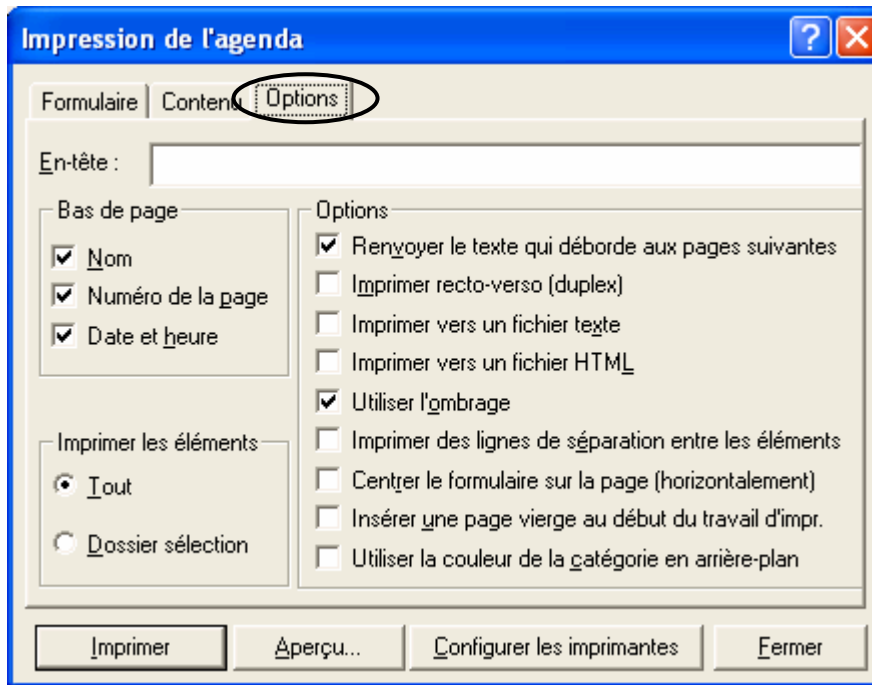 Impression de l'agenda
Formulaire Contenu Options
En-tête :
Bas de page
Nom
Numéro de la page
Date et heure
Imprimer les éléments
Tout
Dossier sélection
Options
Renvoyer le texte qui déborde aux pages suivantes
Imprimer recto-verso (duplex)
Imprimer vers un fichier texte
Imprimer vers un fichier HTML
Utiliser l'ombrage
Imprimer des lignes de séparation entre les éléments
Centrer le formulaire sur la page (horizontalement)
Insérer une page vierge au début du travail d'impr.
Utiliser la couleur de la catégorie en arrière-plan
Imprimer Aperçu... Configurer les imprimantes Fermer